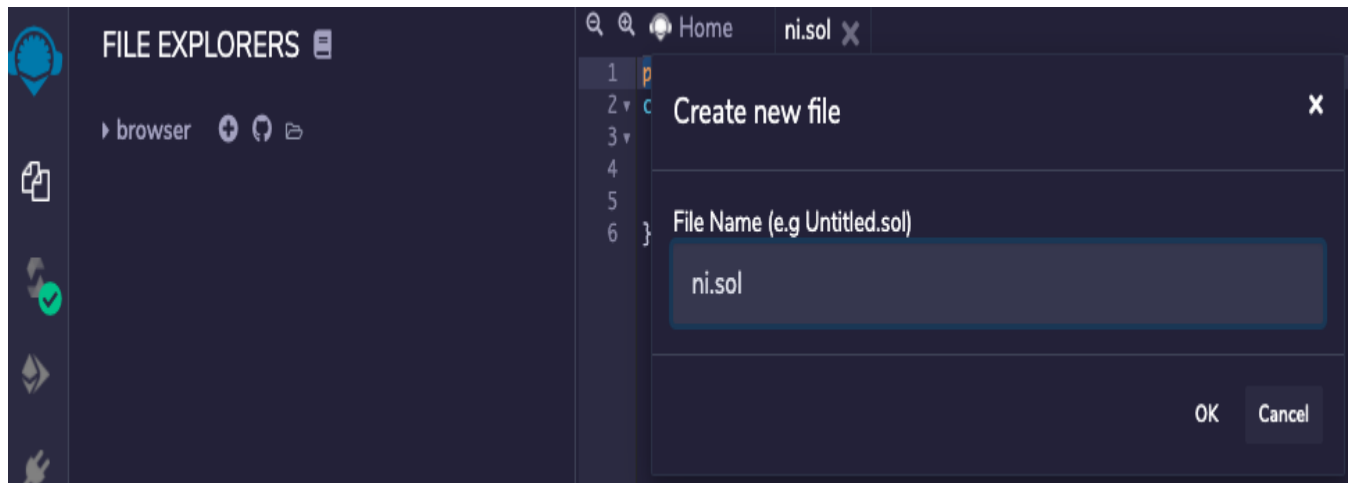 FILE EXPLORERS
browser
Home
ni.sol
1 p
2 c
3
4
5
6 }
Create new file
File Name (e.g Untitled.sol)
ni.sol
OK
Cancel